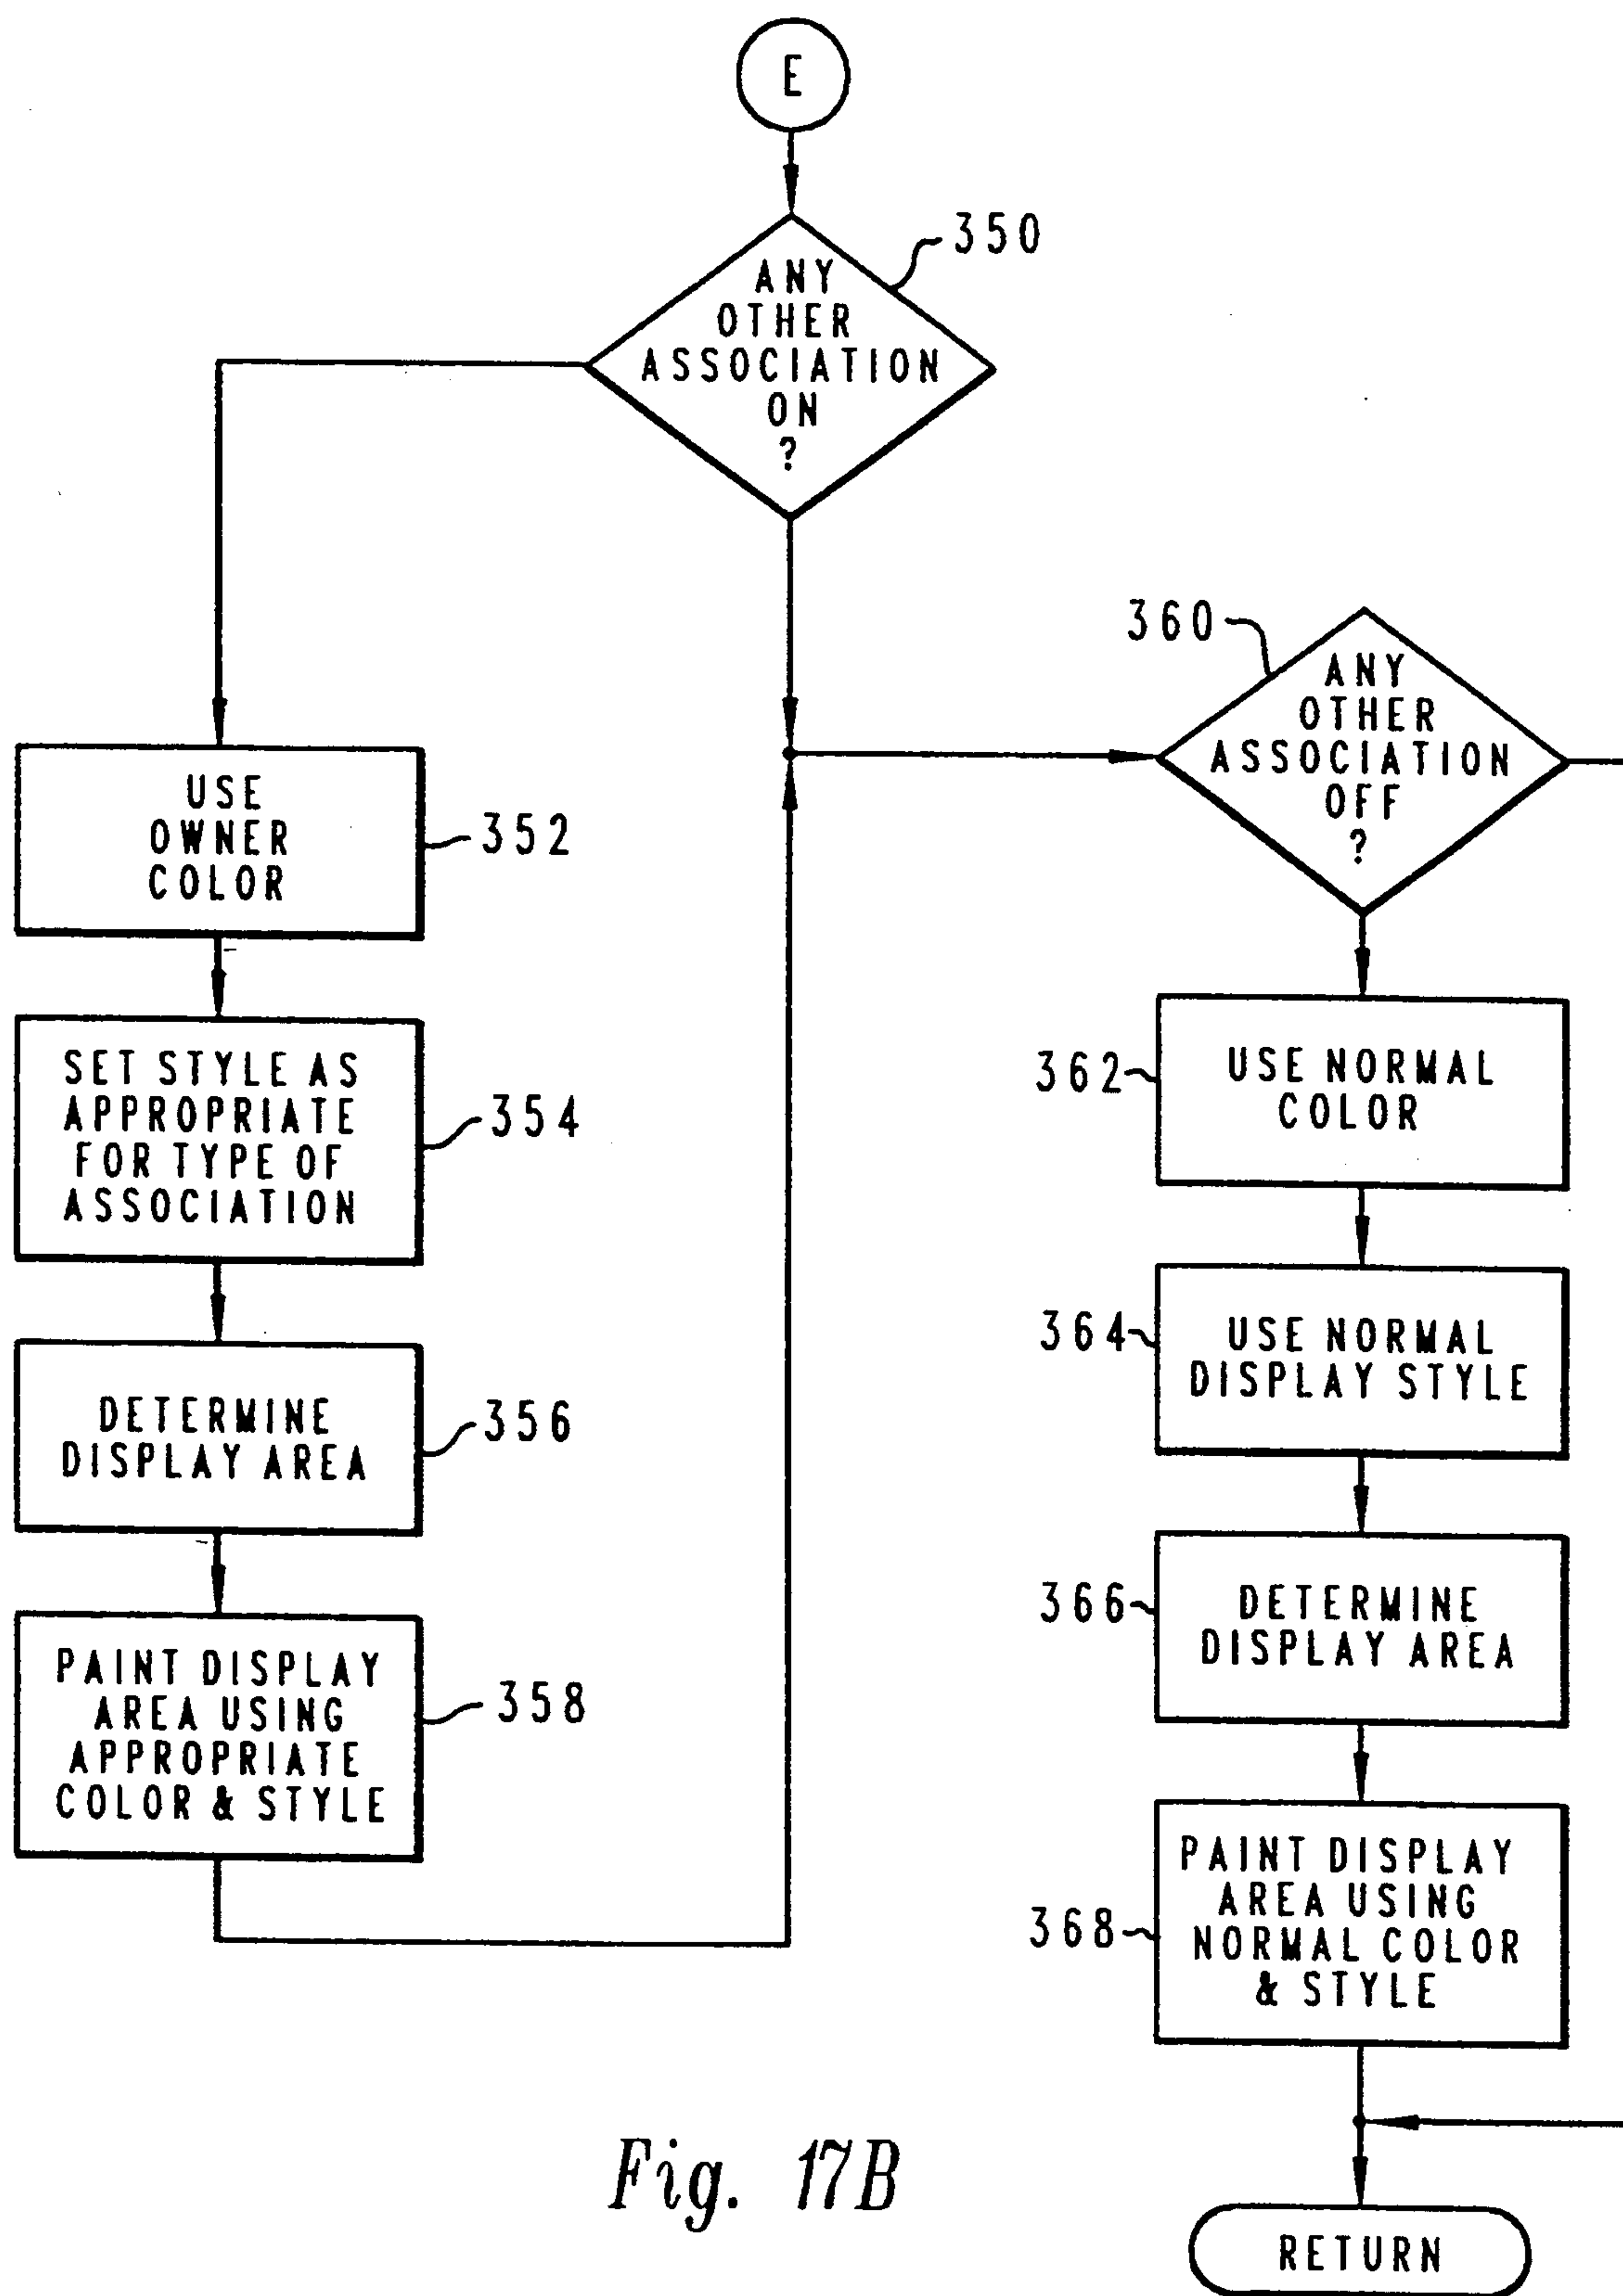 E
350
ANY
OTHER
ASSOCIATION
ON
?
360
ANY
OTHER
ASSOCIATION
OFF
?
USE
OWNER
COLOR
352
SET STYLE AS
APPROPRIATE
FOR TYPE OF
ASSOCIATION
354
DETERMINE
DISPLAY AREA
356
PAINT DISPLAY
AREA USING
APPROPRIATE
COLOR & STYLE
358
362
USE NORMAL
COLOR
364
USE NORMAL
DISPLAY STYLE
366
DETERMINE
DISPLAY AREA
368
PAINT DISPLAY
AREA USING
NORMAL COLOR
& STYLE
RETURN
Fig. 17B